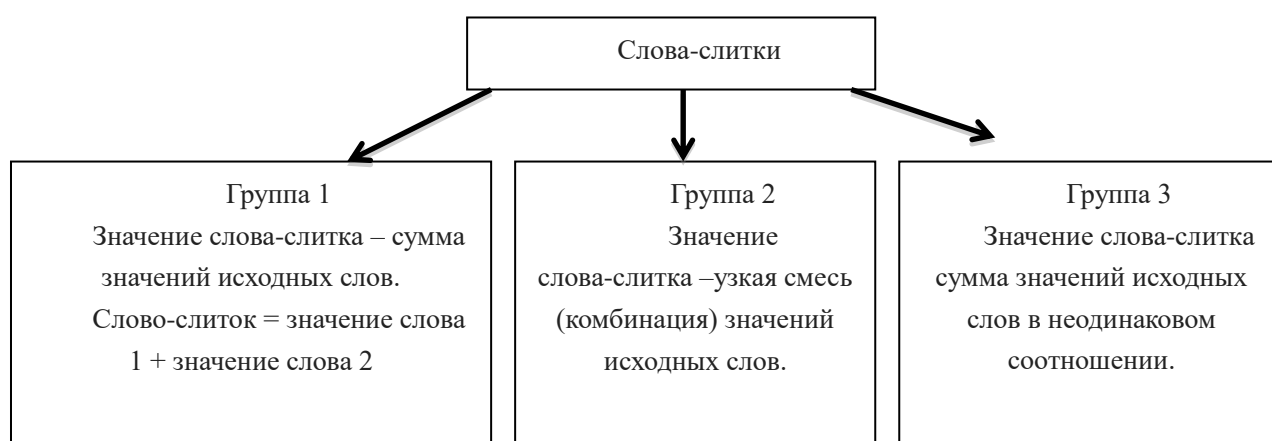 Слова-слитки
Группа 1
Значение слова-слитка – сумма
значений исходных слов.
Слово-слиток = значение слова
1 + значение слова 2
Группа 2
Значение
слова-слитка –узкая смесь
(комбинация) значений
исходных слов.
Группа 3
Значение слова-слитка
сумма значений исходных
слов в неодинаковом
соотношении.